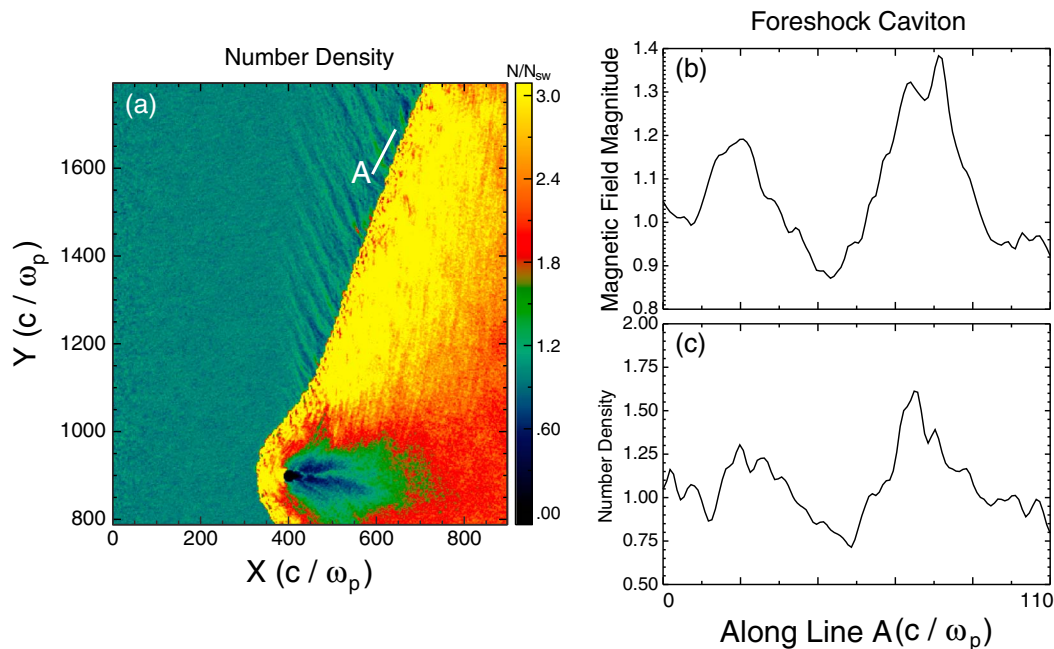 Foreshock Caviton
Number Density
N/N_sw
(a)
A
3.0
2.4
1.8
1.2
.60
.00
1600
1400
1200
1000
800
Y (c / ω_p)
0 200 400 600 800
X (c / ω_p)
(b)
1.4
1.3
1.2
1.1
1.0
0.9
0.8
Magnetic Field Magnitude
(c)
2.00
1.75
1.50
1.25
1.00
0.75
0.50
Number Density
0 110
Along Line A (c / ω_p)